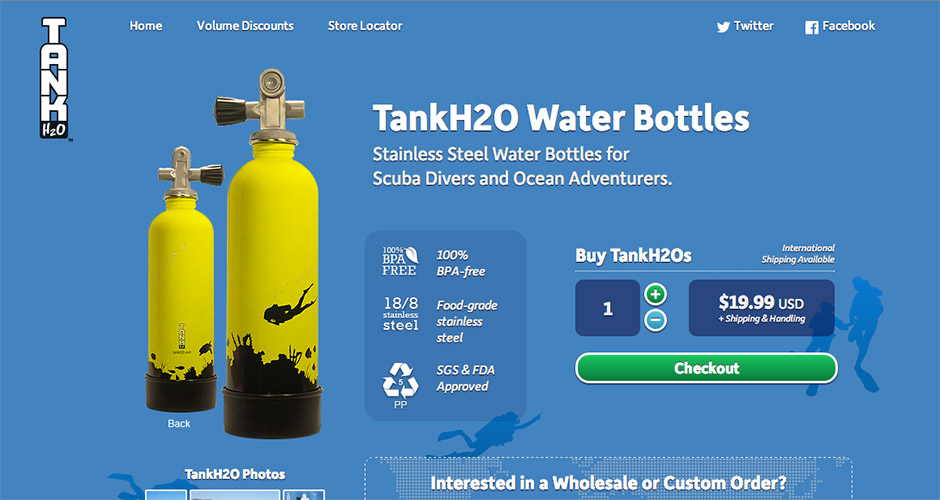 TANK
H2O
™
Home
Volume Discounts
Store Locator
Twitter
Facebook
TankH2O Water Bottles
Stainless Steel Water Bottles for
Scuba Divers and Ocean Adventurers.
100%
BPA
FREE
100%
BPA-free
18/8
stainless
steel
Food-grade
stainless
steel
5
PP
SGS & FDA
Approved
Buy TankH2Os
International
Shipping Available
1
+
−
$19.99 USD
+ Shipping & Handling
Checkout
TANK
Back
TankH2O Photos
Interested in a Wholesale or Custom Order?